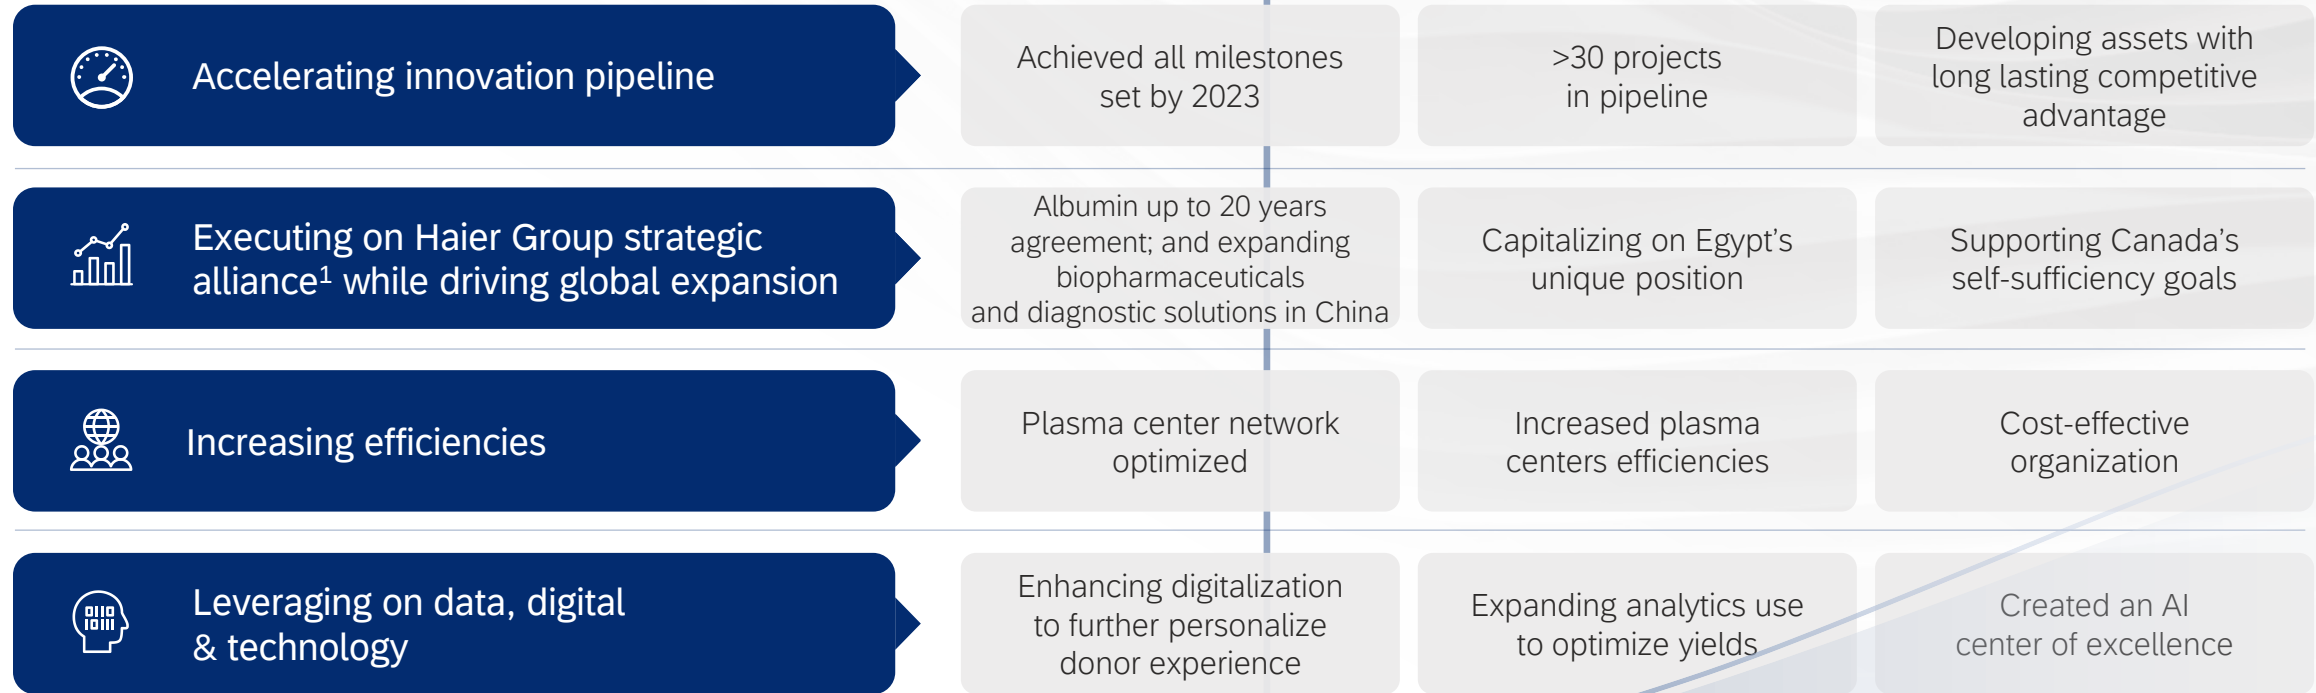 Accelerating innovation pipeline
Achieved all milestones
set by 2023
>30 projects
in pipeline
Developing assets with
long lasting competitive
advantage
Executing on Haier Group strategic
alliance¹ while driving global expansion
Albumin up to 20 years
agreement; and expanding
biopharmaceuticals
and diagnostic solutions in China
Capitalizing on Egypt’s
unique position
Supporting Canada’s
self-sufficiency goals
Increasing efficiencies
Plasma center network
optimized
Increased plasma
centers efficiencies
Cost-effective
organization
0110
1011
Leveraging on data, digital
& technology
Enhancing digitalization
to further personalize
donor experience
Expanding analytics use
to optimize yields
Created an AI
center of excellence